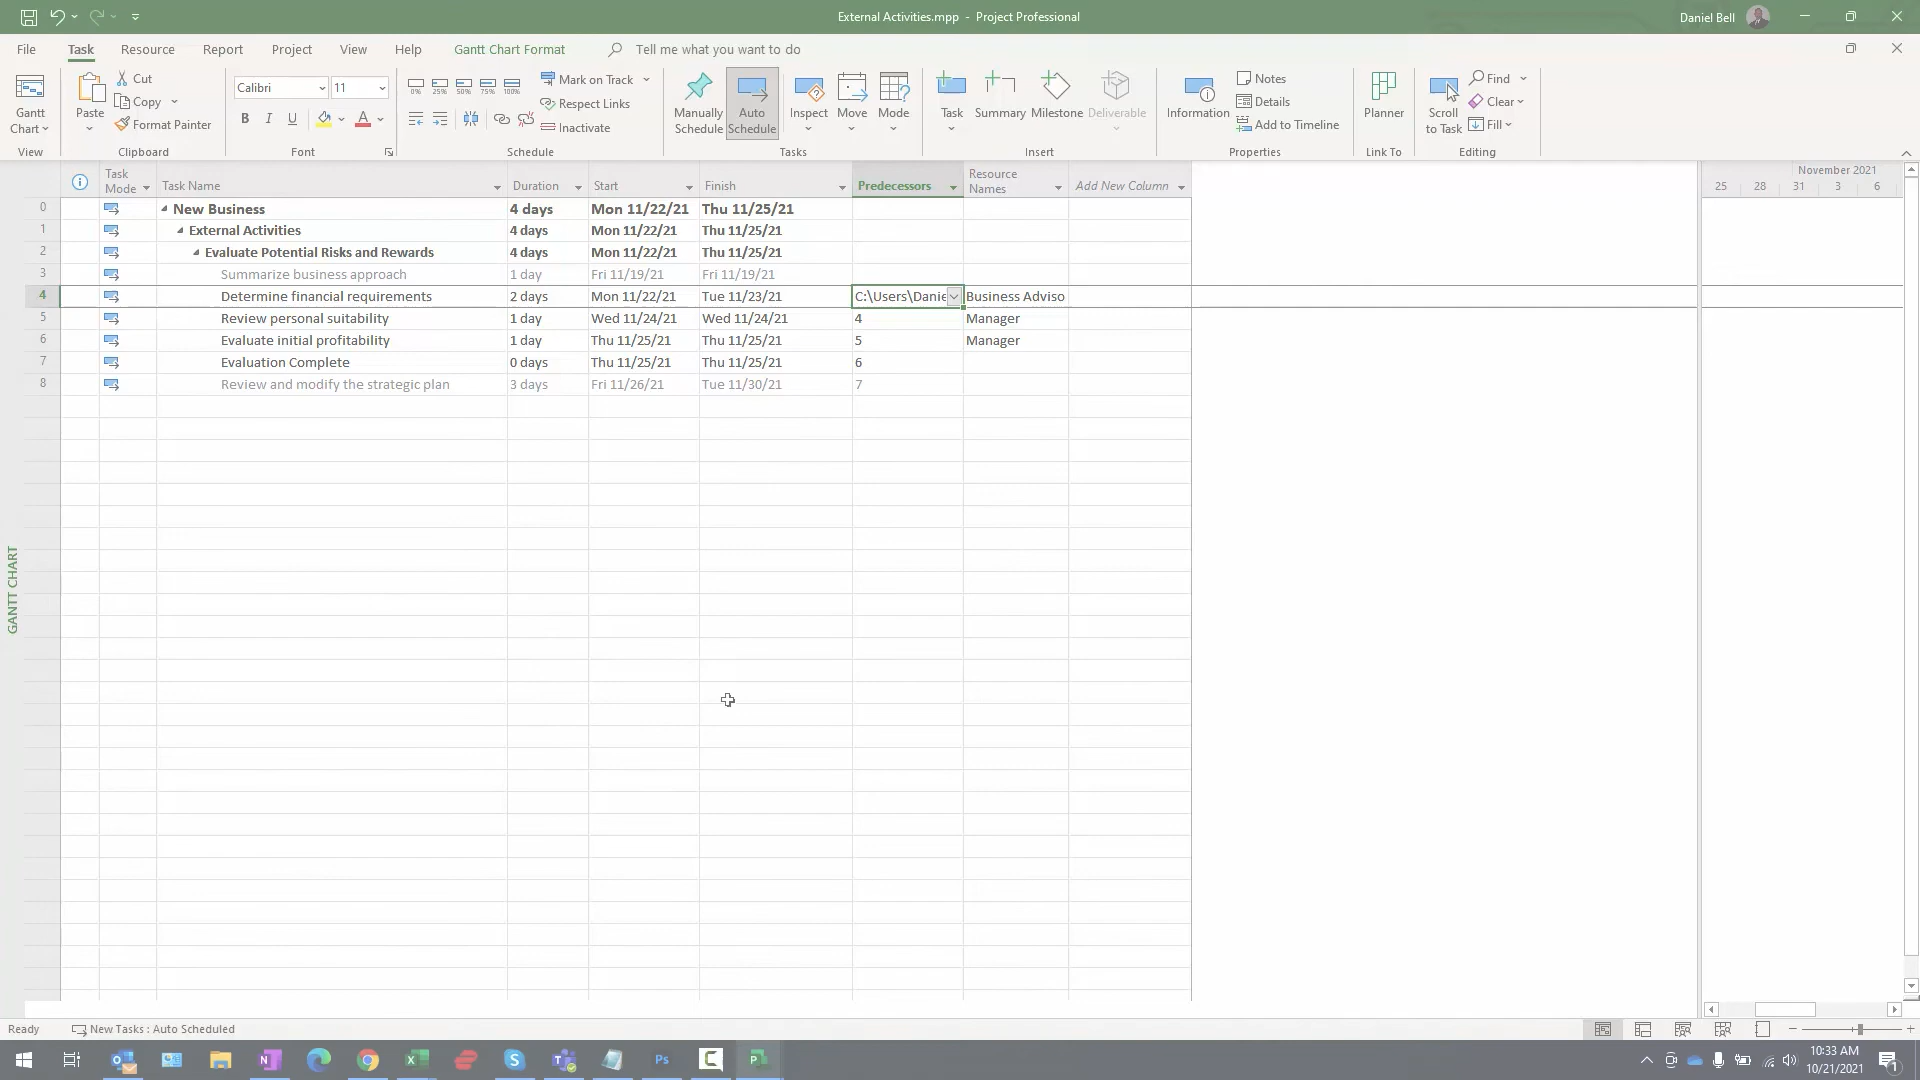 External Activities.mpp - Project Professional
Daniel Bell
File Task Resource Report Project View Help Gantt Chart Format Tell me what you want to do
Gantt Chart
View
Paste
Cut
Copy
Format Painter
Clipboard
Calibri 11
B I U A
Font
0% 25% 50% 75% 100%
Mark on Track
Respect Links
Inactivate
Schedule
Manually Schedule
Auto Schedule
Inspect
Move
Mode
Tasks
Task
Summary
Milestone
Deliverable
Insert
Information
Notes
Details
Add to Timeline
Properties
Planner
Link To
Scroll to Task
Find
Clear
Fill
Editing
Task Mode Task Name Duration Start Finish Predecessors Resource Names Add New Column
November 2021
25 28 31 3 6
0 New Business 4 days Mon 11/22/21 Thu 11/25/21
1 External Activities 4 days Mon 11/22/21 Thu 11/25/21
2 Evaluate Potential Risks and Rewards 4 days Mon 11/22/21 Thu 11/25/21
3 Summarize business approach 1 day Fri 11/19/21 Fri 11/19/21
4 Determine financial requirements 2 days Mon 11/22/21 Tue 11/23/21 C:\Users\Danie Business Adviso
5 Review personal suitability 1 day Wed 11/24/21 Wed 11/24/21 4 Manager
6 Evaluate initial profitability 1 day Thu 11/25/21 Thu 11/25/21 5 Manager
7 Evaluation Complete 0 days Thu 11/25/21 Thu 11/25/21 6
8 Review and modify the strategic plan 3 days Fri 11/26/21 Tue 11/30/21 7
GANTT CHART
Ready New Tasks : Auto Scheduled
10:33 AM
10/21/2021